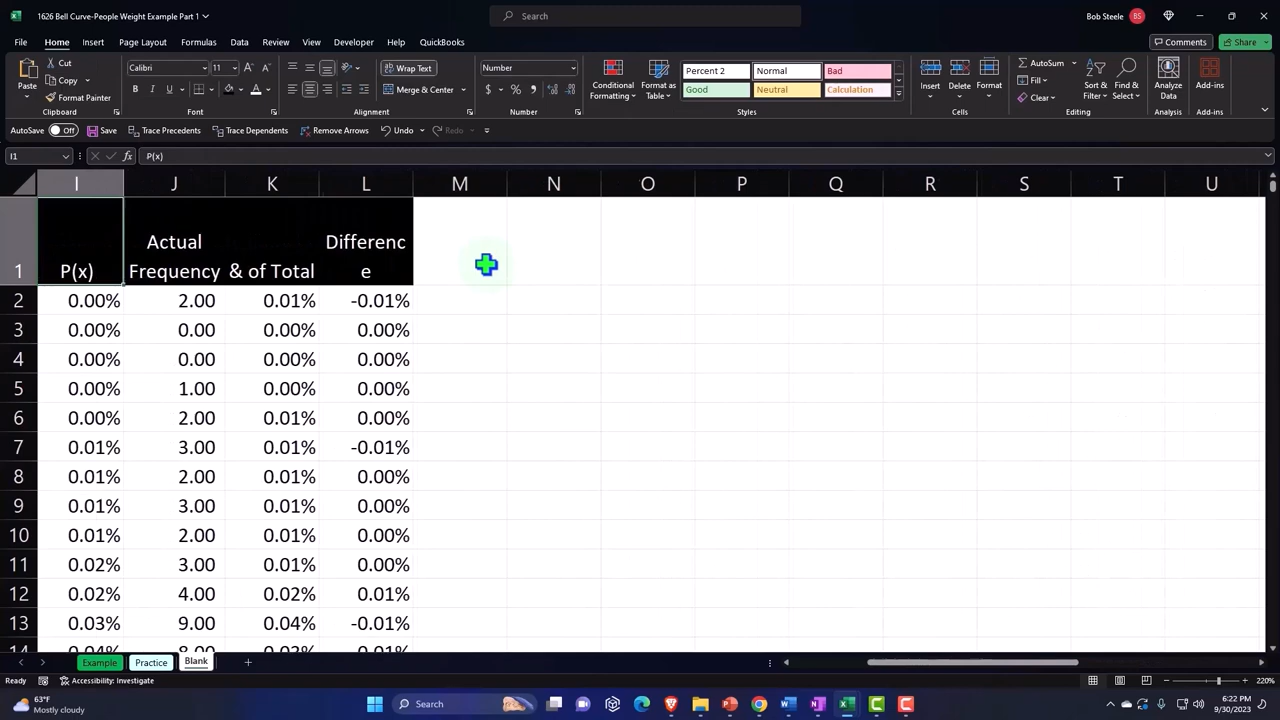 1626 Bell Curve-People Weight Example Part 1
Search
Bob Steele
BS
File Home Insert Page Layout Formulas Data Review View Developer Help QuickBooks
Comments
Share
Paste
Cut
Copy
Format Painter
Clipboard
Calibri
11
Font
Wrap Text
Merge & Center
Alignment
Number
Number
Conditional Formatting
Format as Table
Percent 2 Normal Bad
Good Neutral Calculation
Styles
Insert Delete Format
Cells
AutoSum
Fill
Clear
Sort & Filter
Find & Select
Editing
Analyze Data
Add-ins
Add-ins
AutoSave Off Save Trace Precedents Trace Dependents Remove Arrows Undo Redo
I1 fx P(x)
I J K L M N O P Q R S T U
Actual Differenc
1 P(x) Frequency & of Total e
2 0.00% 2.00 0.01% -0.01%
3 0.00% 0.00 0.00% 0.00%
4 0.00% 0.00 0.00% 0.00%
5 0.00% 1.00 0.00% 0.00%
6 0.00% 2.00 0.01% 0.00%
7 0.01% 3.00 0.01% -0.01%
8 0.01% 2.00 0.01% 0.00%
9 0.01% 3.00 0.01% 0.00%
10 0.01% 2.00 0.01% 0.00%
11 0.02% 3.00 0.01% 0.00%
12 0.02% 4.00 0.02% 0.01%
13 0.03% 9.00 0.04% -0.01%
14 0.04% 8.00 0.03% 0.01%
Example Practice Blank
Ready Accessibility: Investigate
220%
63°F
Mostly cloudy
Search
6:22 PM
9/30/2023